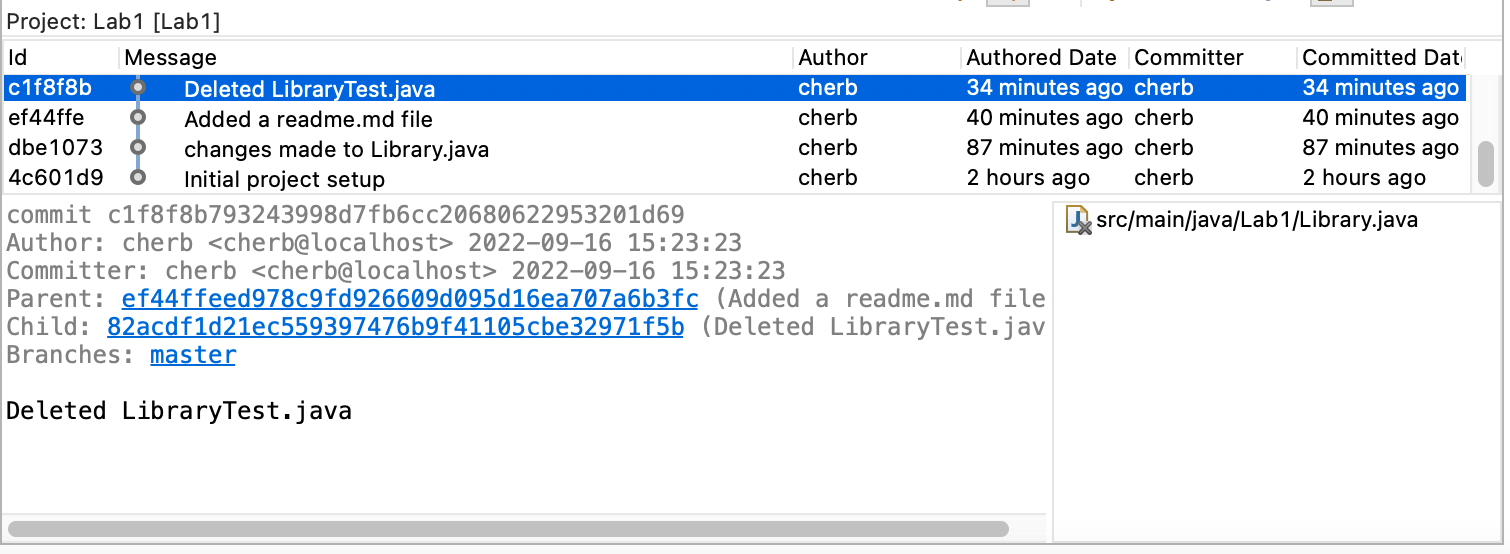 Project: Lab1 [Lab1]
Id Message Author Authored Date Committer Committed Dat
c1f8f8b Deleted LibraryTest.java cherb 34 minutes ago cherb 34 minutes ago
ef44ffe Added a readme.md file cherb 40 minutes ago cherb 40 minutes ago
dbe1073 changes made to Library.java cherb 87 minutes ago cherb 87 minutes ago
4c601d9 Initial project setup cherb 2 hours ago cherb 2 hours ago
commit c1f8f8b793243998d7fb6cc20680622953201d69
Author: cherb <cherb@localhost> 2022-09-16 15:23:23
Committer: cherb <cherb@localhost> 2022-09-16 15:23:23
Parent: ef44ffeed978c9fd926609d095d16ea707a6b3fc (Added a readme.md file
Child: 82acdf1d21ec559397476b9f41105cbe32971f5b (Deleted LibraryTest.jav
Branches: master
Deleted LibraryTest.java
src/main/java/Lab1/Library.java